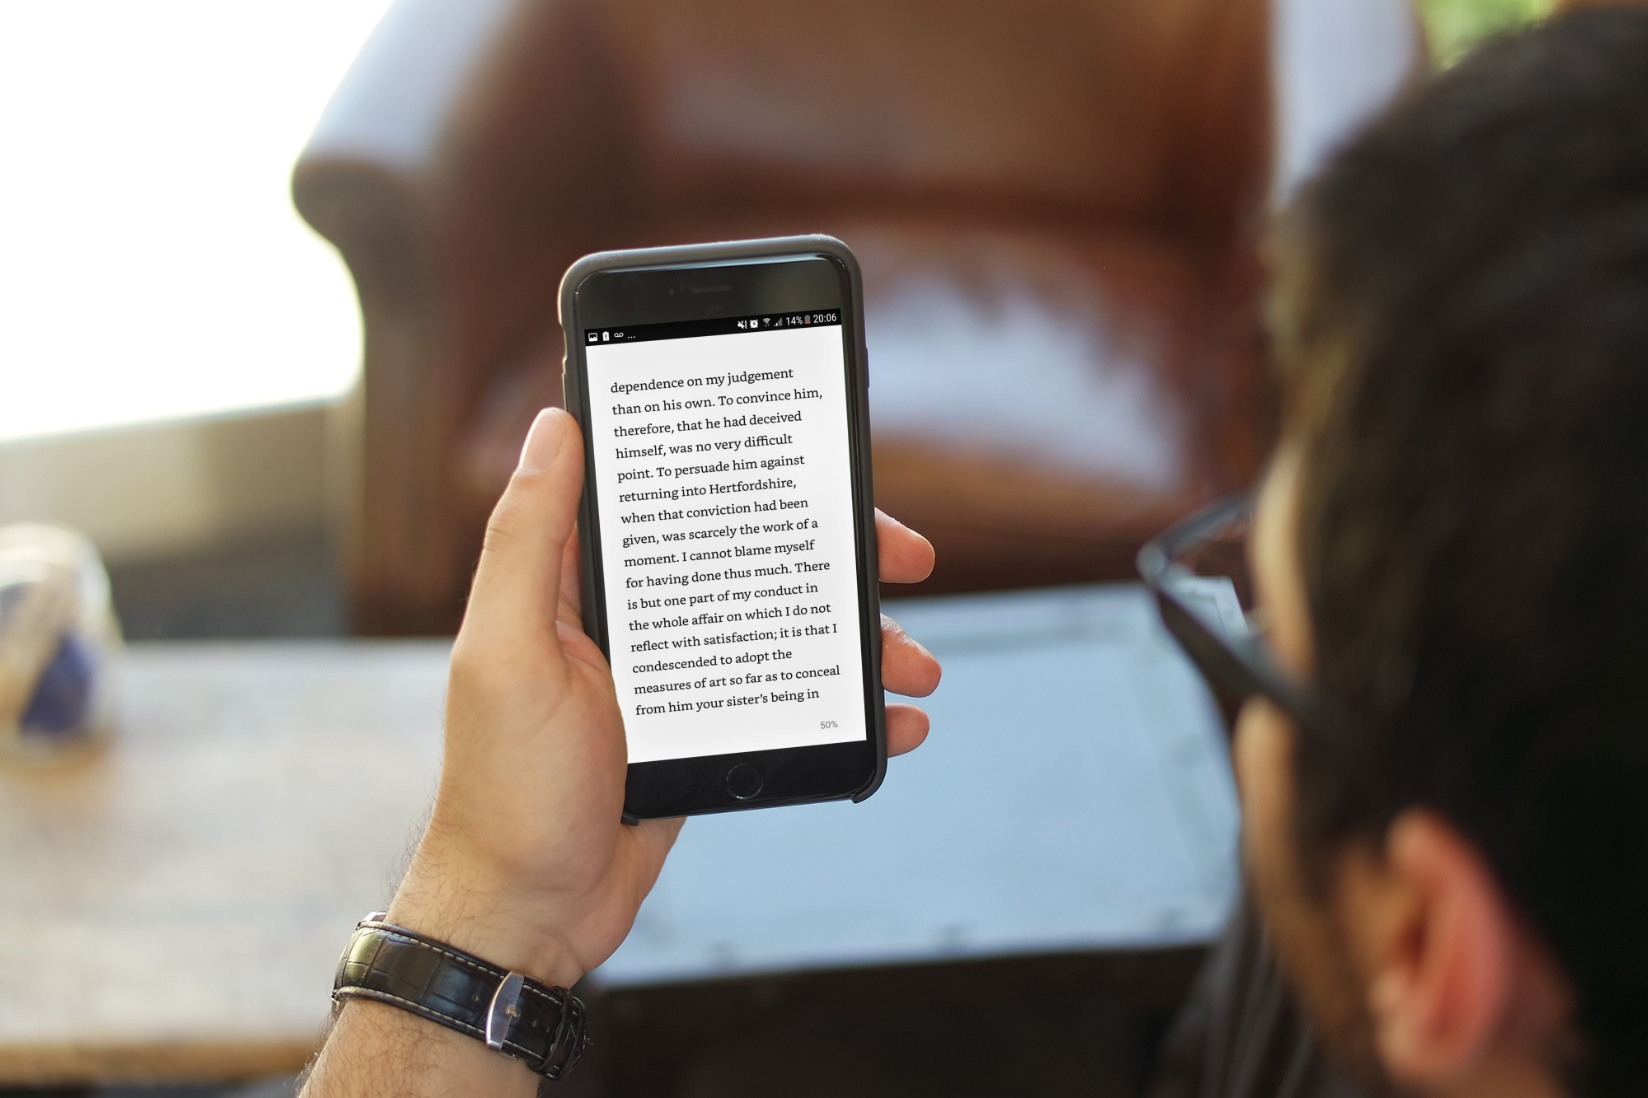 ... 14% 20:06
dependence on my judgement
than on his own. To convince him,
therefore, that he had deceived
himself, was no very difficult
point. To persuade him against
returning into Hertfordshire,
when that conviction had been
given, was scarcely the work of a
moment. I cannot blame myself
for having done thus much. There
is but one part of my conduct in
the whole affair on which I do not
reflect with satisfaction; it is that I
condescended to adopt the
measures of art so far as to conceal
from him your sister's being in
50%